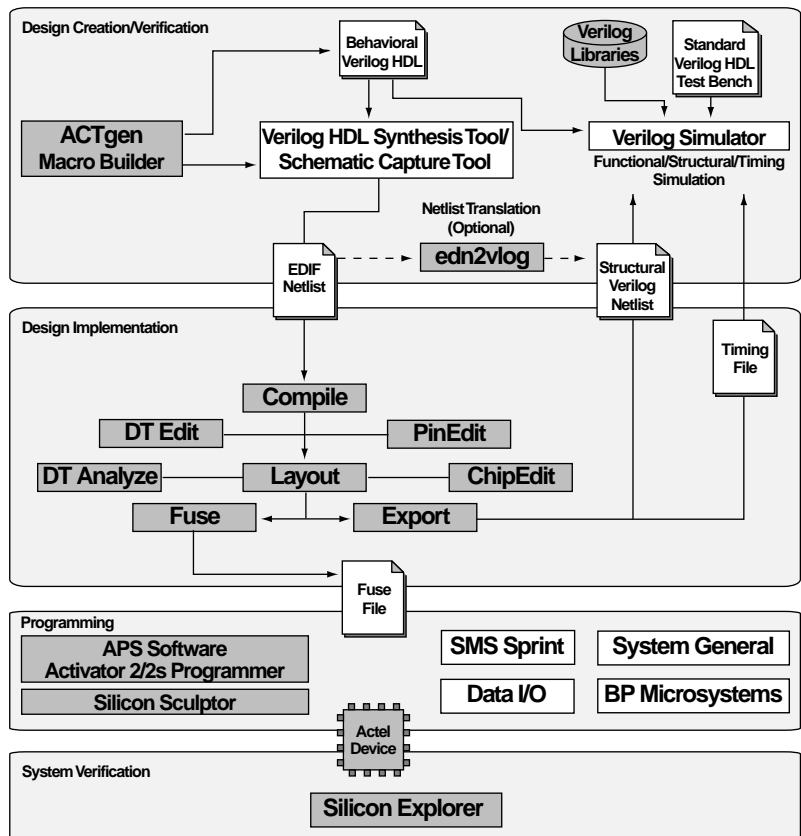 Design Creation/Verification
Behavioral
Verilog HDL
Verilog
Libraries
Standard
Verilog HDL
Test Bench
ACTgen
Macro Builder
Verilog HDL Synthesis Tool/
Schematic Capture Tool
Verilog Simulator
Functional/Structural/Timing
Simulation
Netlist Translation
(Optional)
EDIF
Netlist
edn2vlog
Structural
Verilog
Netlist
Design Implementation
Timing
File
Compile
DT Edit
PinEdit
DT Analyze
Layout
ChipEdit
Fuse
Export
Fuse
File
Programming
APS Software
Activator 2/2s Programmer
Silicon Sculptor
SMS Sprint
System General
Data I/O
BP Microsystems
Actel
Device
System Verification
Silicon Explorer